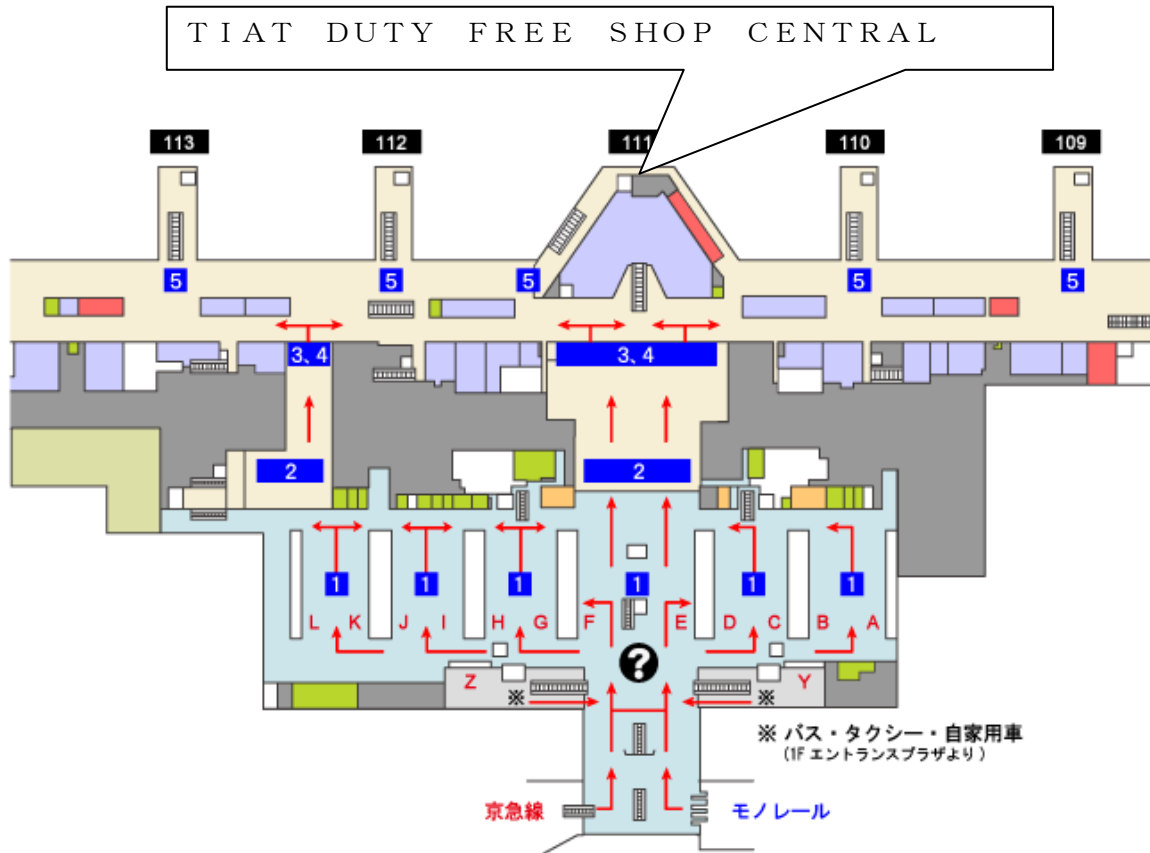 ＴＩＡＴ ＤＵＴＹ ＦＲＥＥ ＳＨＯＰ ＣＥＮＴＲＡＬ
113 112 111 110 109
5 5 5 5 5
3、4 3、4
2 2
1 1 1 1 1 1
L K J I H G F E D C B A
?
Z Y
※ ※
※ バス・タクシー・自家用車
(1F エントランスプラザより)
京急線 モノレール